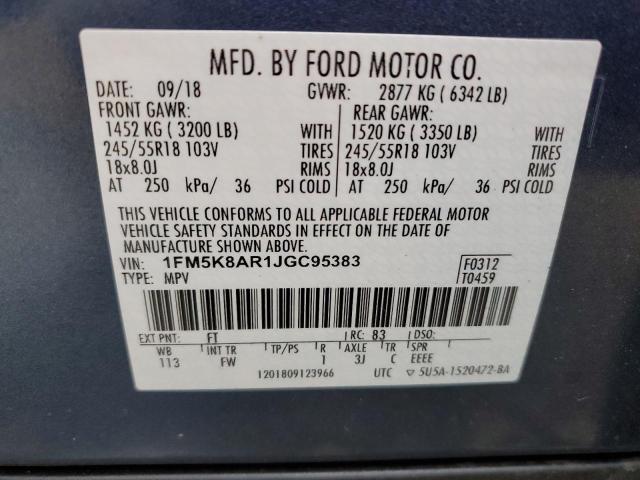 MFD. BY FORD MOTOR CO.
DATE: 09/18 GVWR: 2877 KG ( 6342 LB)
FRONT GAWR: REAR GAWR:
1452 KG ( 3200 LB) WITH 1520 KG ( 3350 LB) WITH
245/55R18 103V TIRES 245/55R18 103V TIRES
18x8.0J RIMS 18x8.0J RIMS
AT 250 kPa/ 36 PSI COLD AT 250 kPa/ 36 PSI COLD
THIS VEHICLE CONFORMS TO ALL APPLICABLE FEDERAL MOTOR
VEHICLE SAFETY STANDARDS IN EFFECT ON THE DATE OF
MANUFACTURE SHOWN ABOVE.
VIN: 1FM5K8AR1JGC95383 F0312
TYPE: MPV T0459
EXT PNT: FT RC: 83 DSO:
WB INT TR TP/PS R AXLE TR SPR
113 FW 1 3J C EEEE
1201809123966 UTC ▽ 5U5A-1520472-BA